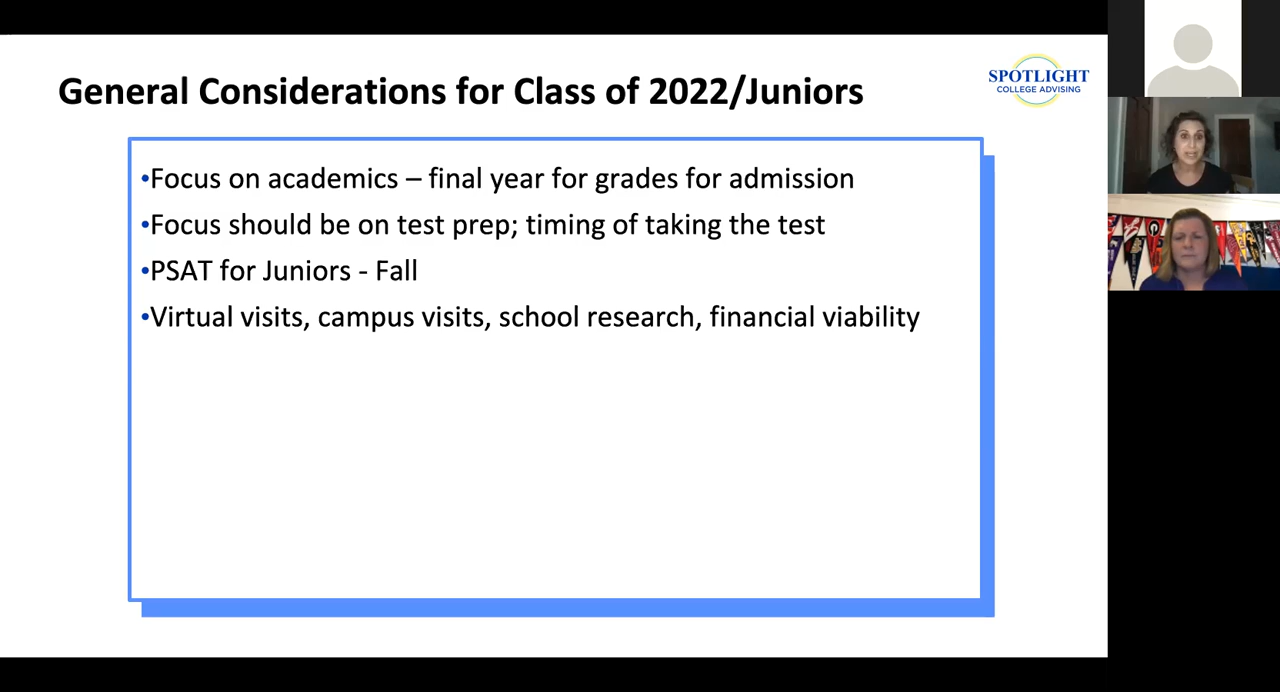 General Considerations for Class of 2022/Juniors
SPOTLIGHT
COLLEGE ADVISING
•Focus on academics – final year for grades for admission
•Focus should be on test prep; timing of taking the test
•PSAT for Juniors - Fall
•Virtual visits, campus visits, school research, financial viability